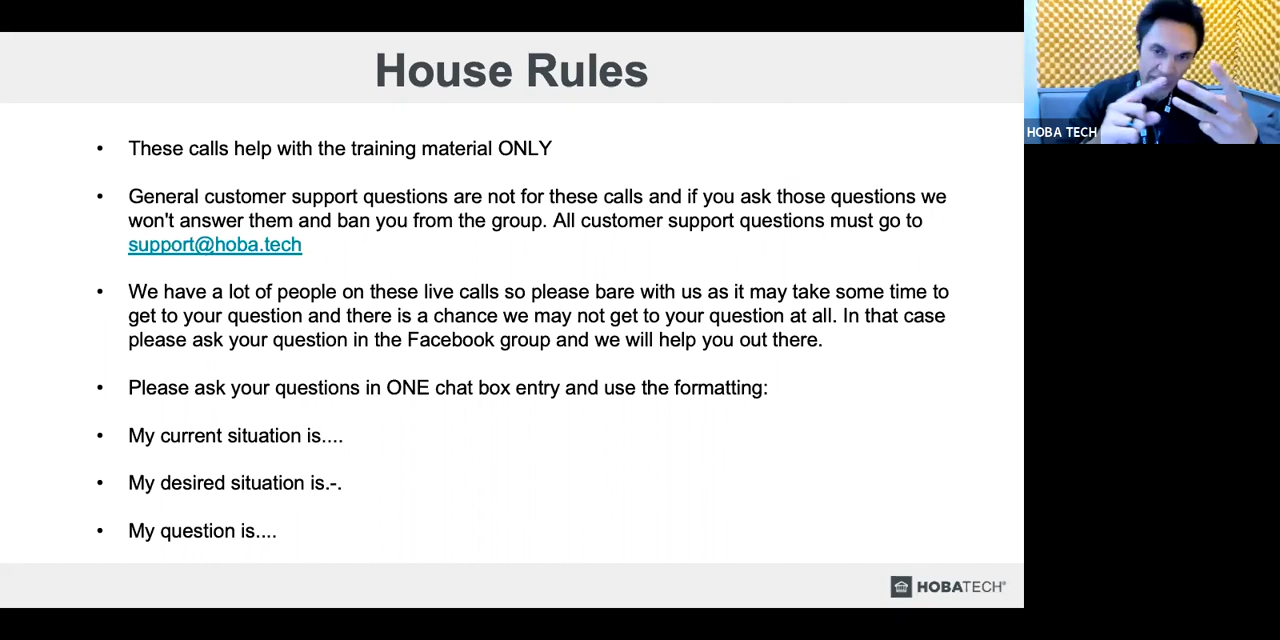 House Rules
• These calls help with the training material ONLY
• General customer support questions are not for these calls and if you ask those questions we
won't answer them and ban you from the group. All customer support questions must go to
support@hoba.tech
• We have a lot of people on these live calls so please bare with us as it may take some time to
get to your question and there is a chance we may not get to your question at all. In that case
please ask your question in the Facebook group and we will help you out there.
• Please ask your questions in ONE chat box entry and use the formatting:
• My current situation is....
• My desired situation is.-.
• My question is....
HOBATECH®
HOBA TECH